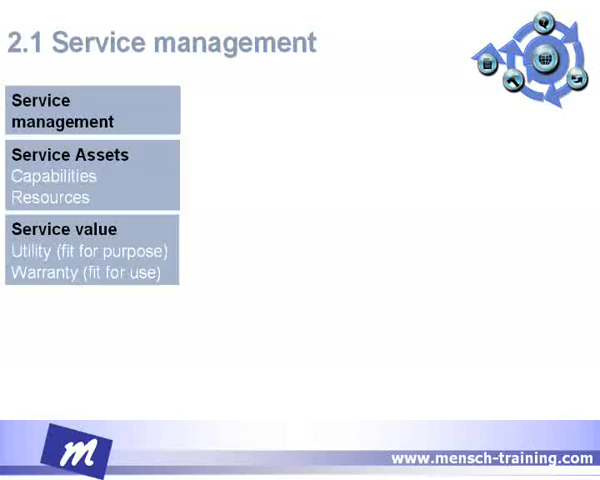 2.1 Service management
Service
management
Service Assets
Capabilities
Resources
Service value
Utility (fit for purpose)
Warranty (fit for use)
m
www.mensch-training.com